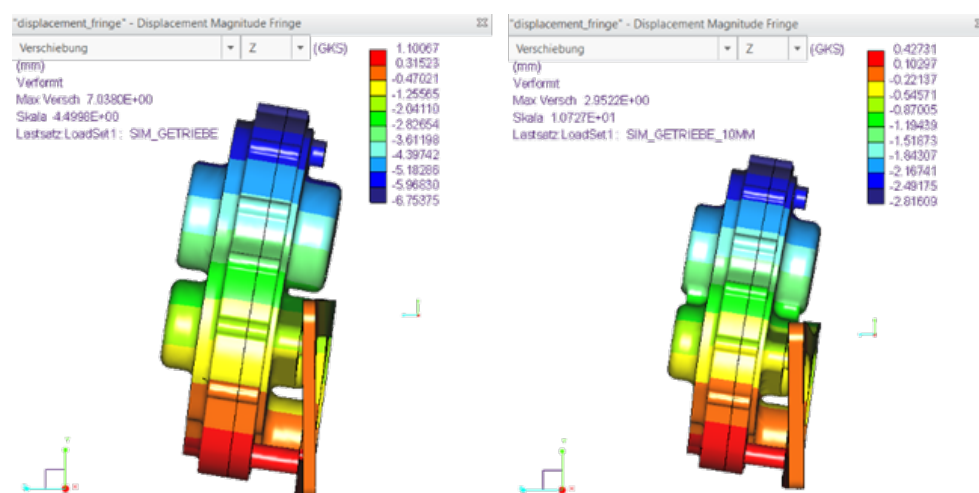 "displacement_fringe" - Displacement Magnitude Fringe
Verschiebung Z (GKS)
(mm)
Verformt
Max Versch 7.0380E+00
Skala 4.4998E+00
Lastsatz:LoadSet1: SIM_GETRIEBE
1.10067
0.31523
-0.47021
-1.25565
-2.04110
-2.82654
-3.61198
-4.39742
-5.18286
-5.96830
-6.75375
"displacement_fringe" - Displacement Magnitude Fringe
Verschiebung Z (GKS)
(mm)
Verformt
Max Versch 2.9522E+00
Skala 1.0727E+01
Lastsatz:LoadSet1: SIM_GETRIEBE_10MM
0.42731
0.10297
-0.22137
-0.54571
-0.87005
-1.19439
-1.51873
-1.84307
-2.16741
-2.49175
-2.81609